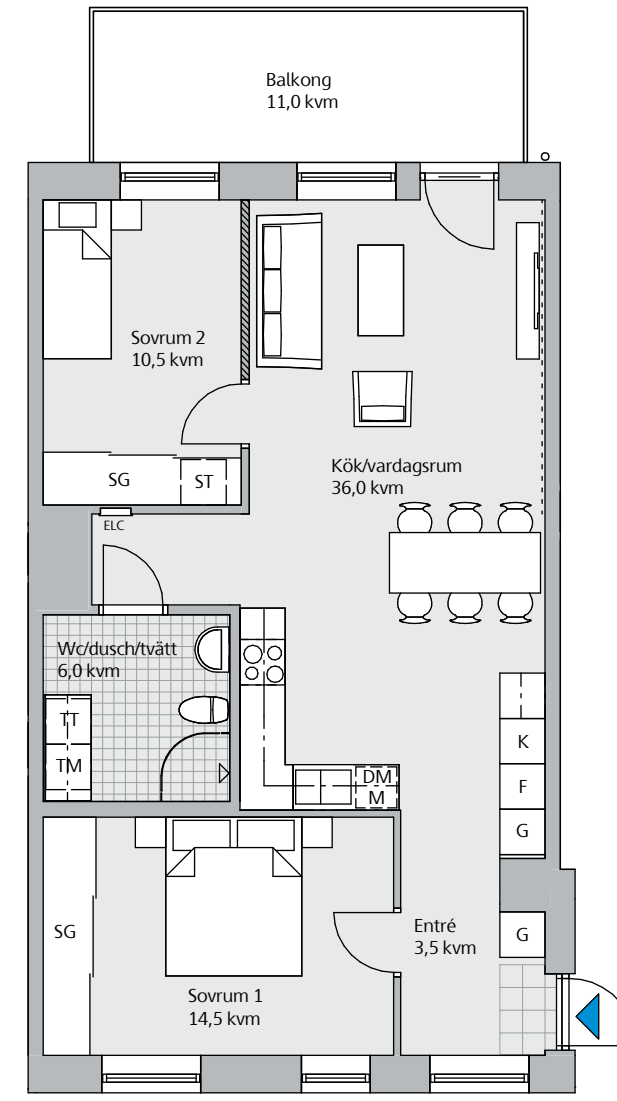 Balkong
11,0 kvm
Sovrum 2
10,5 kvm
Kök/vardagsrum
36,0 kvm
SG
ST
ELC
Wc/dusch/tvätt
6,0 kvm
TT
TM
K
DM
M
F
G
SG
Entré
3,5 kvm
G
Sovrum 1
14,5 kvm